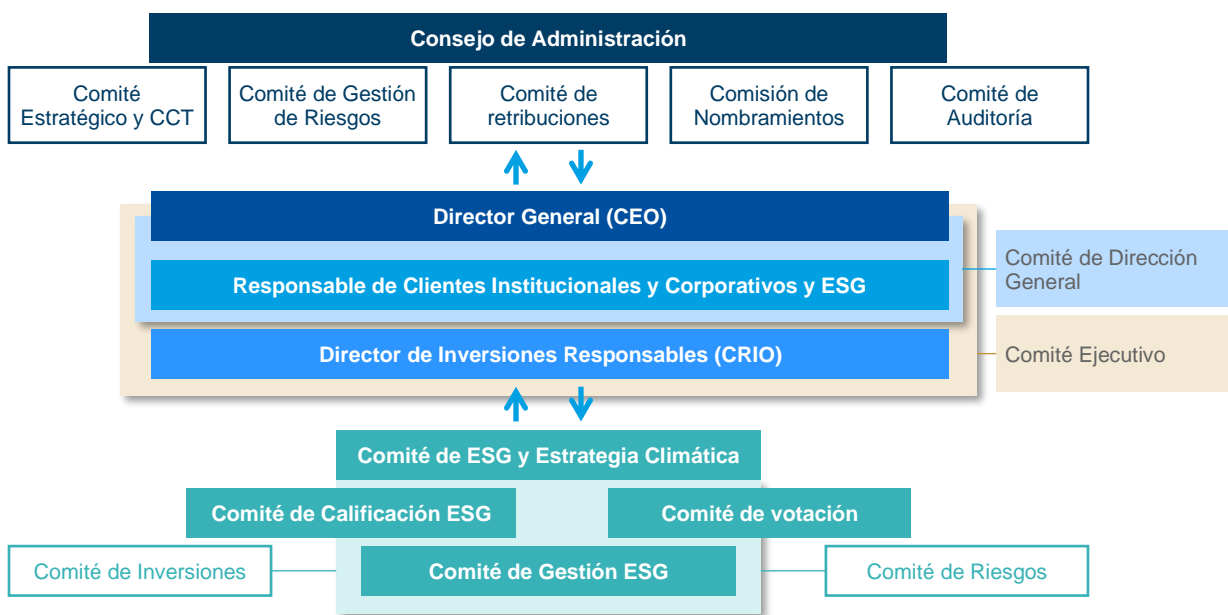 Consejo de Administración
Comité
Estratégico y CCT
Comité de Gestión
de Riesgos
Comité de
retribuciones
Comisión de
Nombramientos
Comité de
Auditoría
Director General (CEO)
Responsable de Clientes Institucionales y Corporativos y ESG
Comité de Dirección
General
Director de Inversiones Responsables (CRIO)
Comité Ejecutivo
Comité de ESG y Estrategia Climática
Comité de Calificación ESG
Comité de votación
Comité de Inversiones
Comité de Gestión ESG
Comité de Riesgos